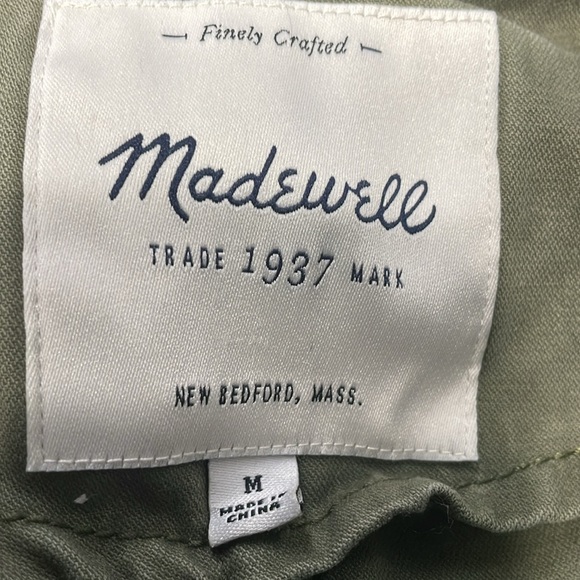 Finely Crafted
Madewell
TRADE 1937 MARK
NEW BEDFORD, MASS.
M
MADE IN
CHINA